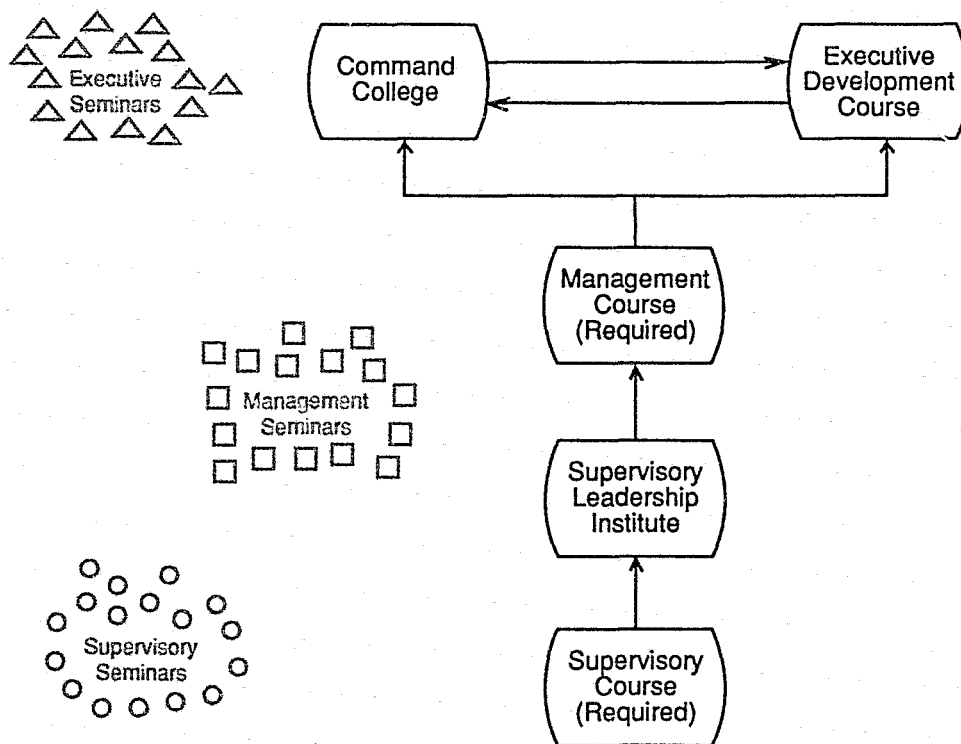 Executive
Seminars
Command
College
Executive
Development
Course
Management
Course
(Required)
Management
Seminars
Supervisory
Leadership
Institute
Supervisory
Seminars
Supervisory
Course
(Required)